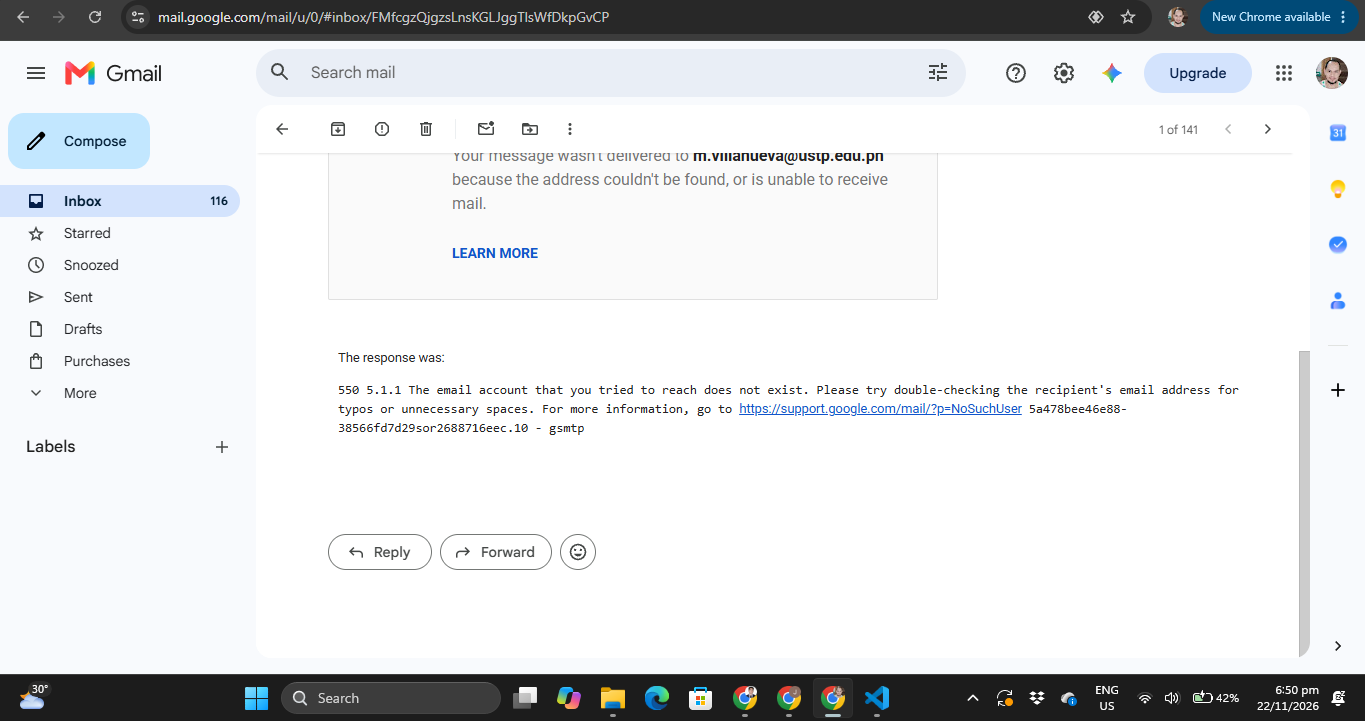 mail.google.com/mail/u/0/#inbox/FMfcgzQjgzsLnsKGLJggTlsWfDkpGvCP
New Chrome available
Gmail
Search mail
Upgrade
Compose
1 of 141
31
Inbox 116
Starred
Snoozed
Sent
Drafts
Purchases
More
Labels
Your message wasn't delivered to m.villanueva@ustp.edu.ph
because the address couldn't be found, or is unable to receive
mail.
LEARN MORE
The response was:
550 5.1.1 The email account that you tried to reach does not exist. Please try double-checking the recipient's email address for
typos or unnecessary spaces. For more information, go to https://support.google.com/mail/?p=NoSuchUser 5a478bee46e88-
38566fd7d29sor2688716eec.10 - gsmtp
Reply
Forward
30°
Search
ENG
US
42%
6:50 pm
22/11/2026